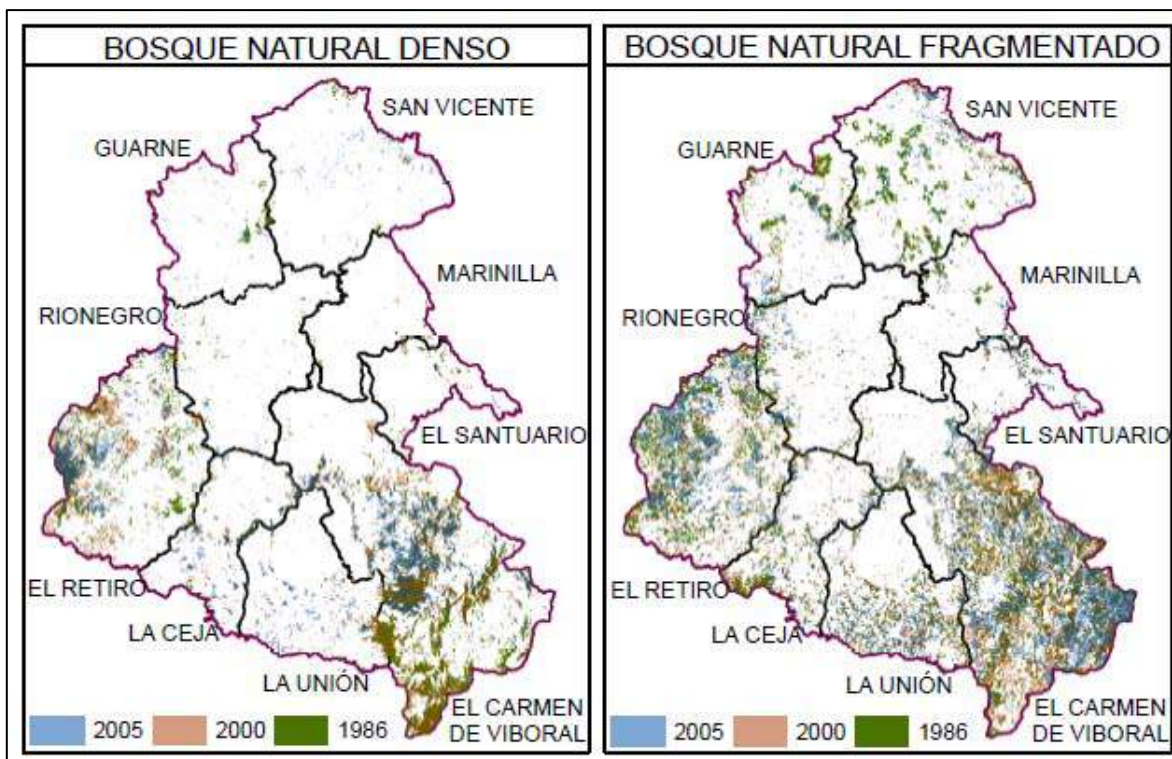 BOSQUE NATURAL DENSO
SAN VICENTE
GUARNE
MARINILLA
RIONEGRO
EL SANTUARIO
EL RETIRO
LA CEJA
LA UNIÓN
EL CARMEN
DE VIBORAL
2005 2000 1986
BOSQUE NATURAL FRAGMENTADO
SAN VICENTE
GUARNE
MARINILLA
RIONEGRO
EL SANTUARIO
EL RETIRO
LA CEJA
LA UNIÓN
EL CARMEN
DE VIBORAL
2005 2000 1986